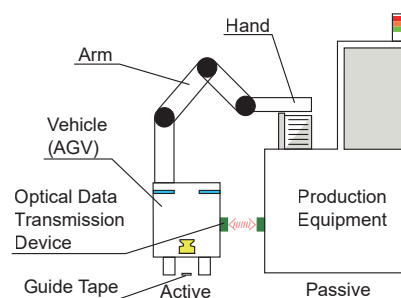 Hand
Arm
Vehicle
(AGV)
Optical Data
Transmission
Device
Production
Equipment
Guide Tape
Active
Passive